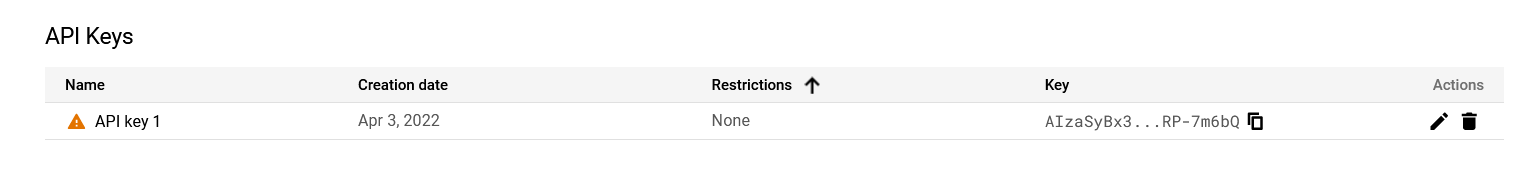 API Keys
Name Creation date Restrictions Key Actions
API key 1 Apr 3, 2022 None AIzaSyBx3...RP-7m6bQ